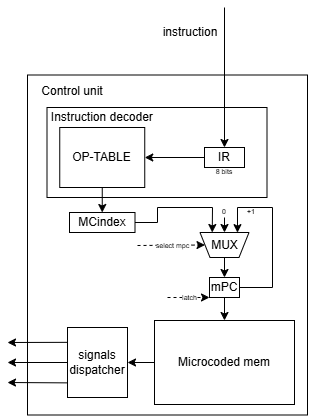 instruction
Control unit
Instruction decoder
OP-TABLE
IR
8 bits
MCindex
0
+1
MUX
select mpc
mPC
latch
signals
dispatcher
Microcoded mem